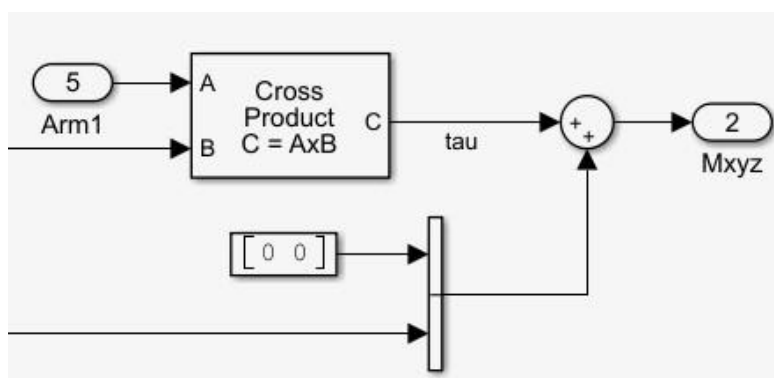 5
Arm1
A
B
Cross
Product
C = AxB
C
tau
+
+
2
Mxyz
[ 0 0 ]